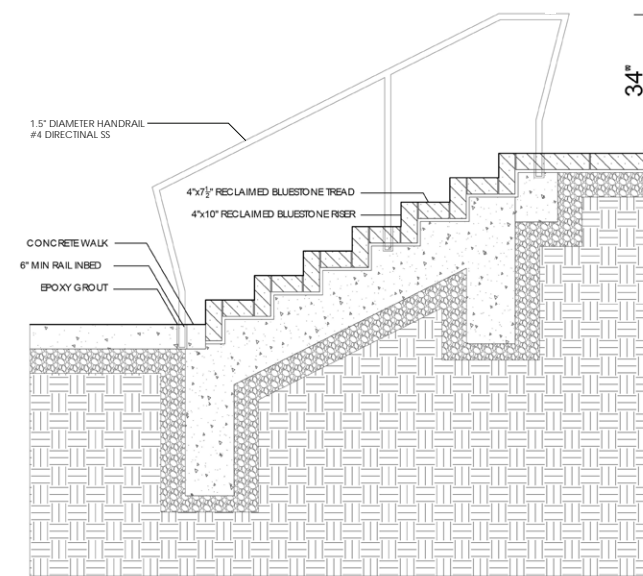 34"
1.5" DIAMETER HANDRAIL
#4 DIRECTINAL SS
4"x7½" RECLAIMED BLUESTONE TREAD
4"x10" RECLAIMED BLUESTONE RISER
CONCRETE WALK
6" MIN RAIL INBED
EPOXY GROUT